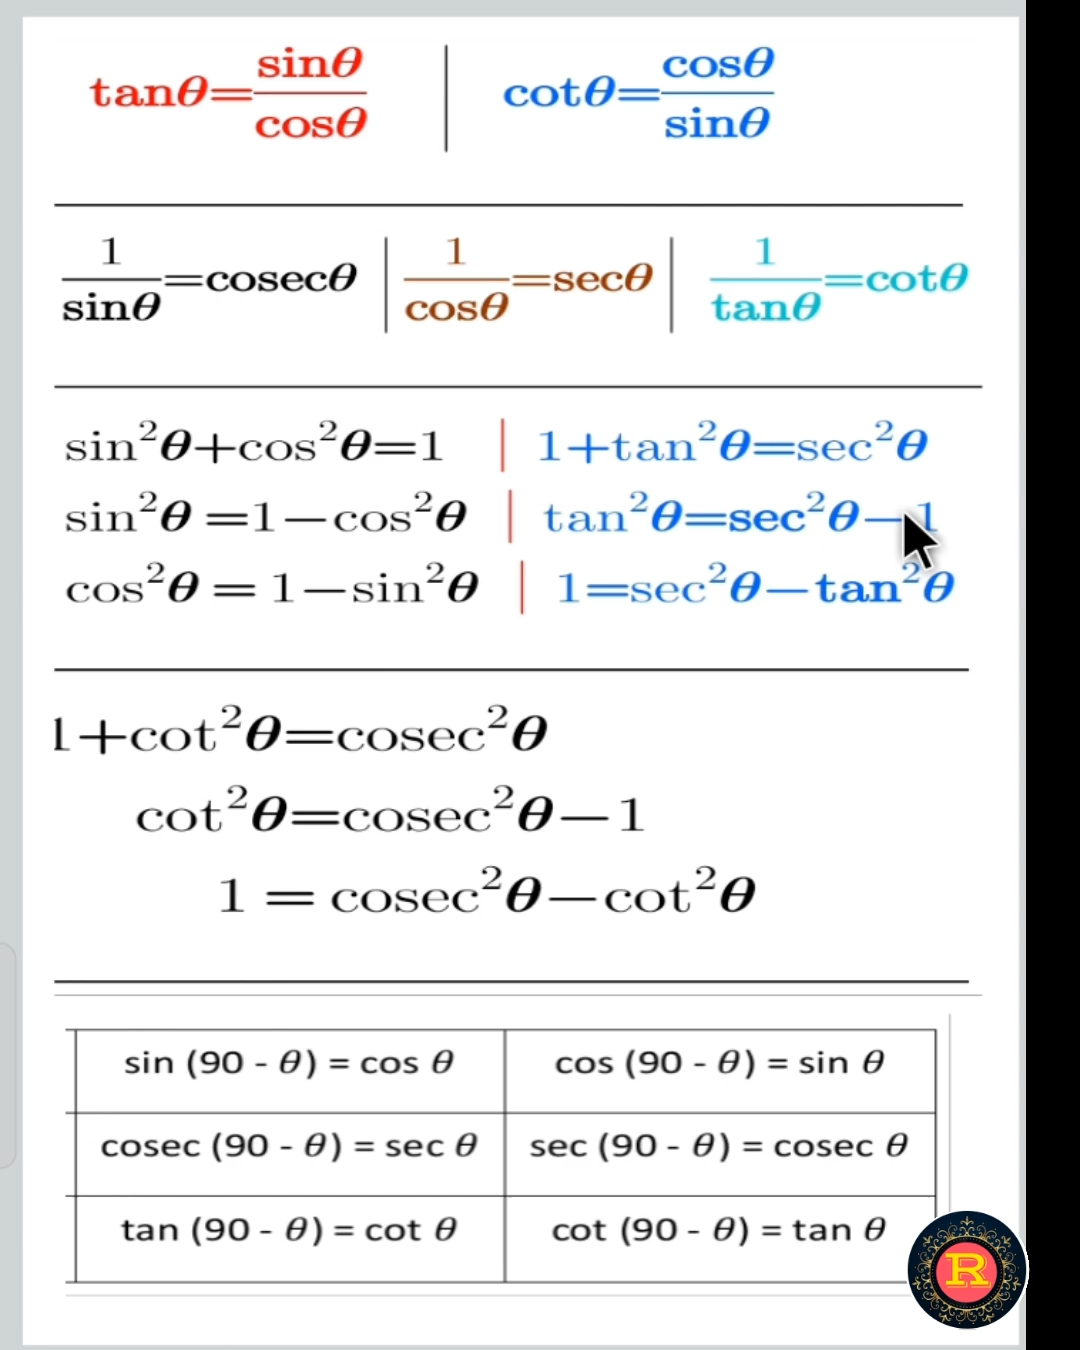 tanθ=sinθ/cosθ | cotθ=cosθ/sinθ
1/sinθ=cosecθ | 1/cosθ=secθ | 1/tanθ=cotθ
sin²θ+cos²θ=1 | 1+tan²θ=sec²θ
sin²θ =1−cos²θ | tan²θ=sec²θ−1
cos²θ = 1−sin²θ | 1=sec²θ−tan²θ
1+cot²θ=cosec²θ
cot²θ=cosec²θ−1
1 = cosec²θ−cot²θ
sin (90 - θ) = cos θ cos (90 - θ) = sin θ
cosec (90 - θ) = sec θ sec (90 - θ) = cosec θ
tan (90 - θ) = cot θ cot (90 - θ) = tan θ
R